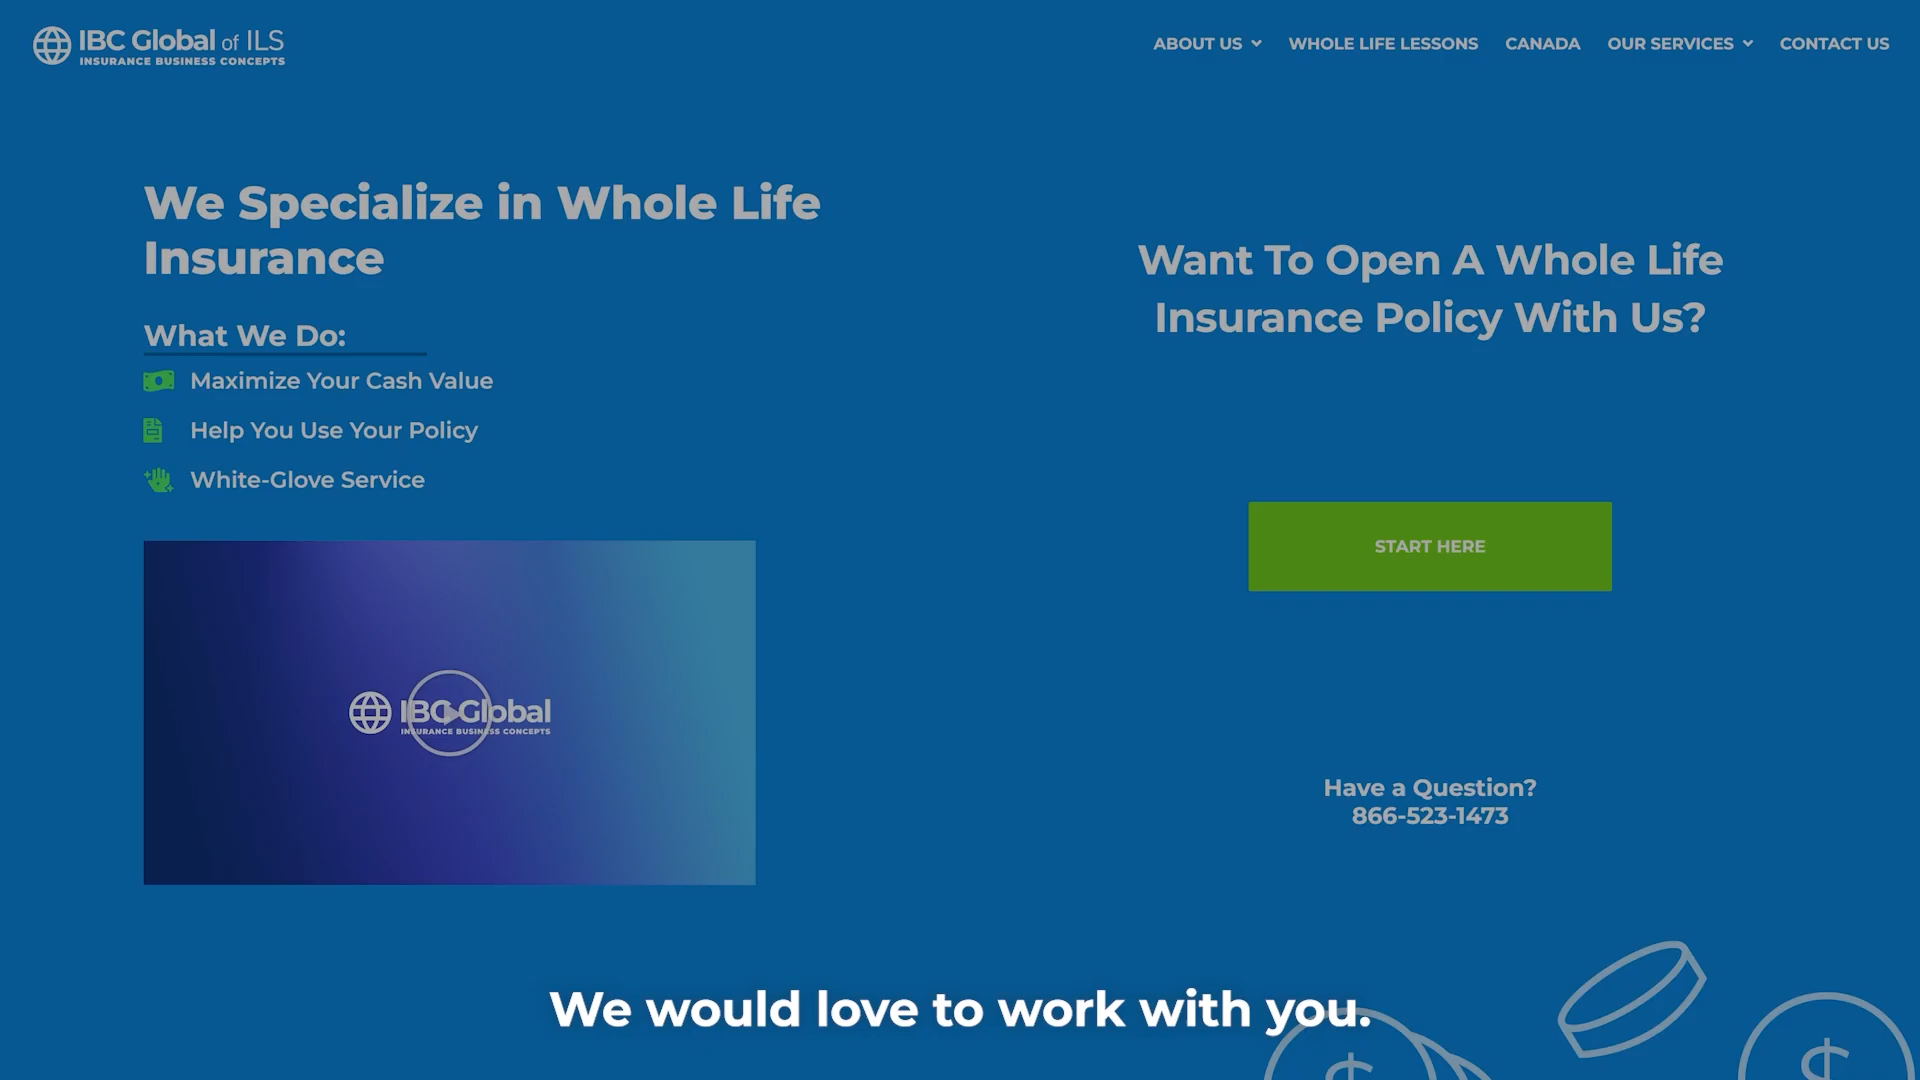 IBC Global of ILS
INSURANCE BUSINESS CONCEPTS
ABOUT US
WHOLE LIFE LESSONS
CANADA
OUR SERVICES
CONTACT US
We Specialize in Whole Life
Insurance
What We Do:
Maximize Your Cash Value
Help You Use Your Policy
White-Glove Service
IBC Global
INSURANCE BUSINESS CONCEPTS
Want To Open A Whole Life
Insurance Policy With Us?
START HERE
Have a Question?
866-523-1473
We would love to work with you.
$
$